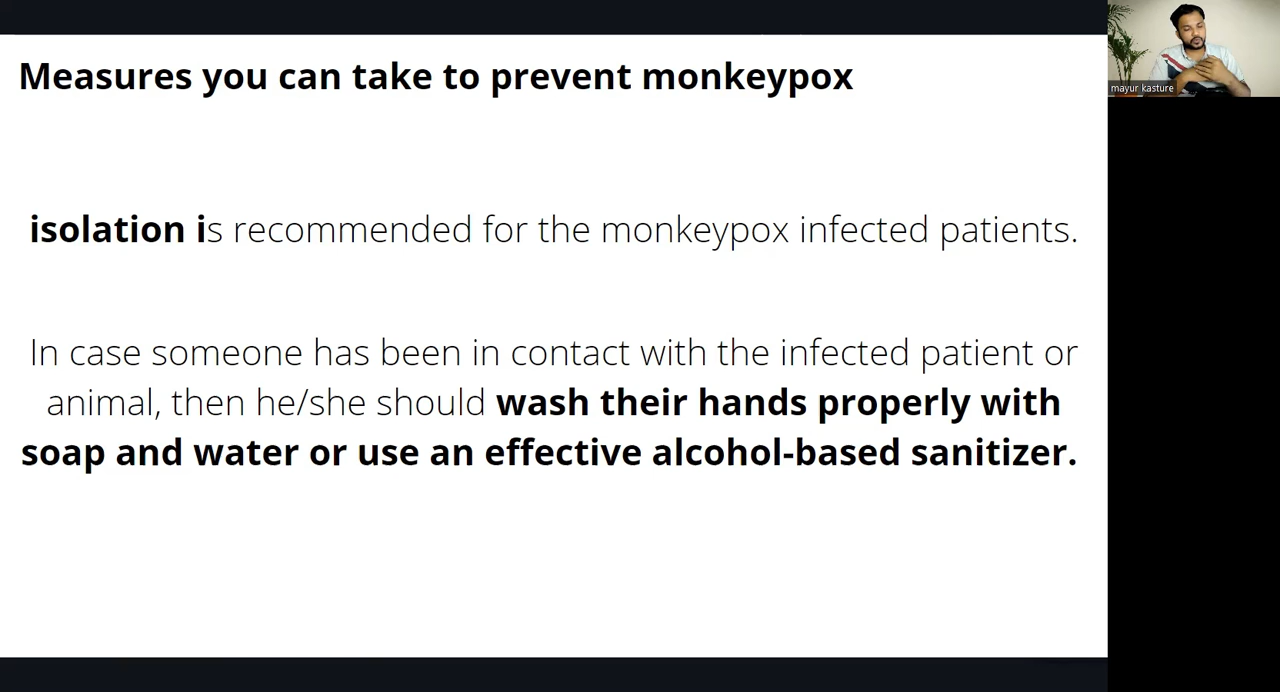 Measures you can take to prevent monkeypox
isolation is recommended for the monkeypox infected patients.
In case someone has been in contact with the infected patient or
animal, then he/she should wash their hands properly with
soap and water or use an effective alcohol-based sanitizer.
mayur kasture